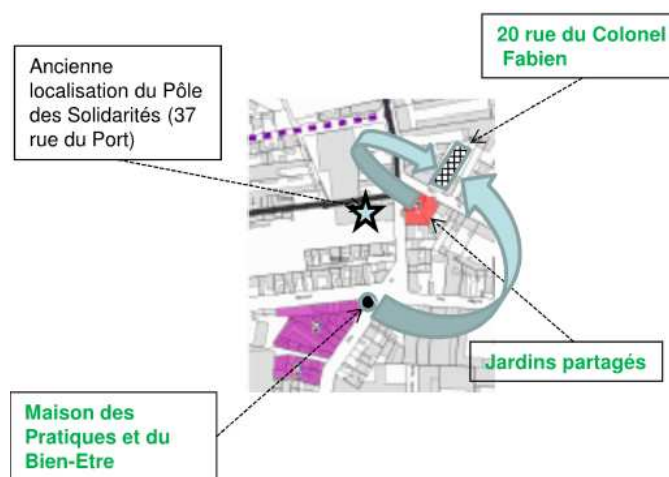 20 rue du Colonel
Fabien
Ancienne
localisation du Pôle
des Solidarités (37
rue du Port)
Jardins partagés
Maison des
Pratiques et du
Bien-Etre